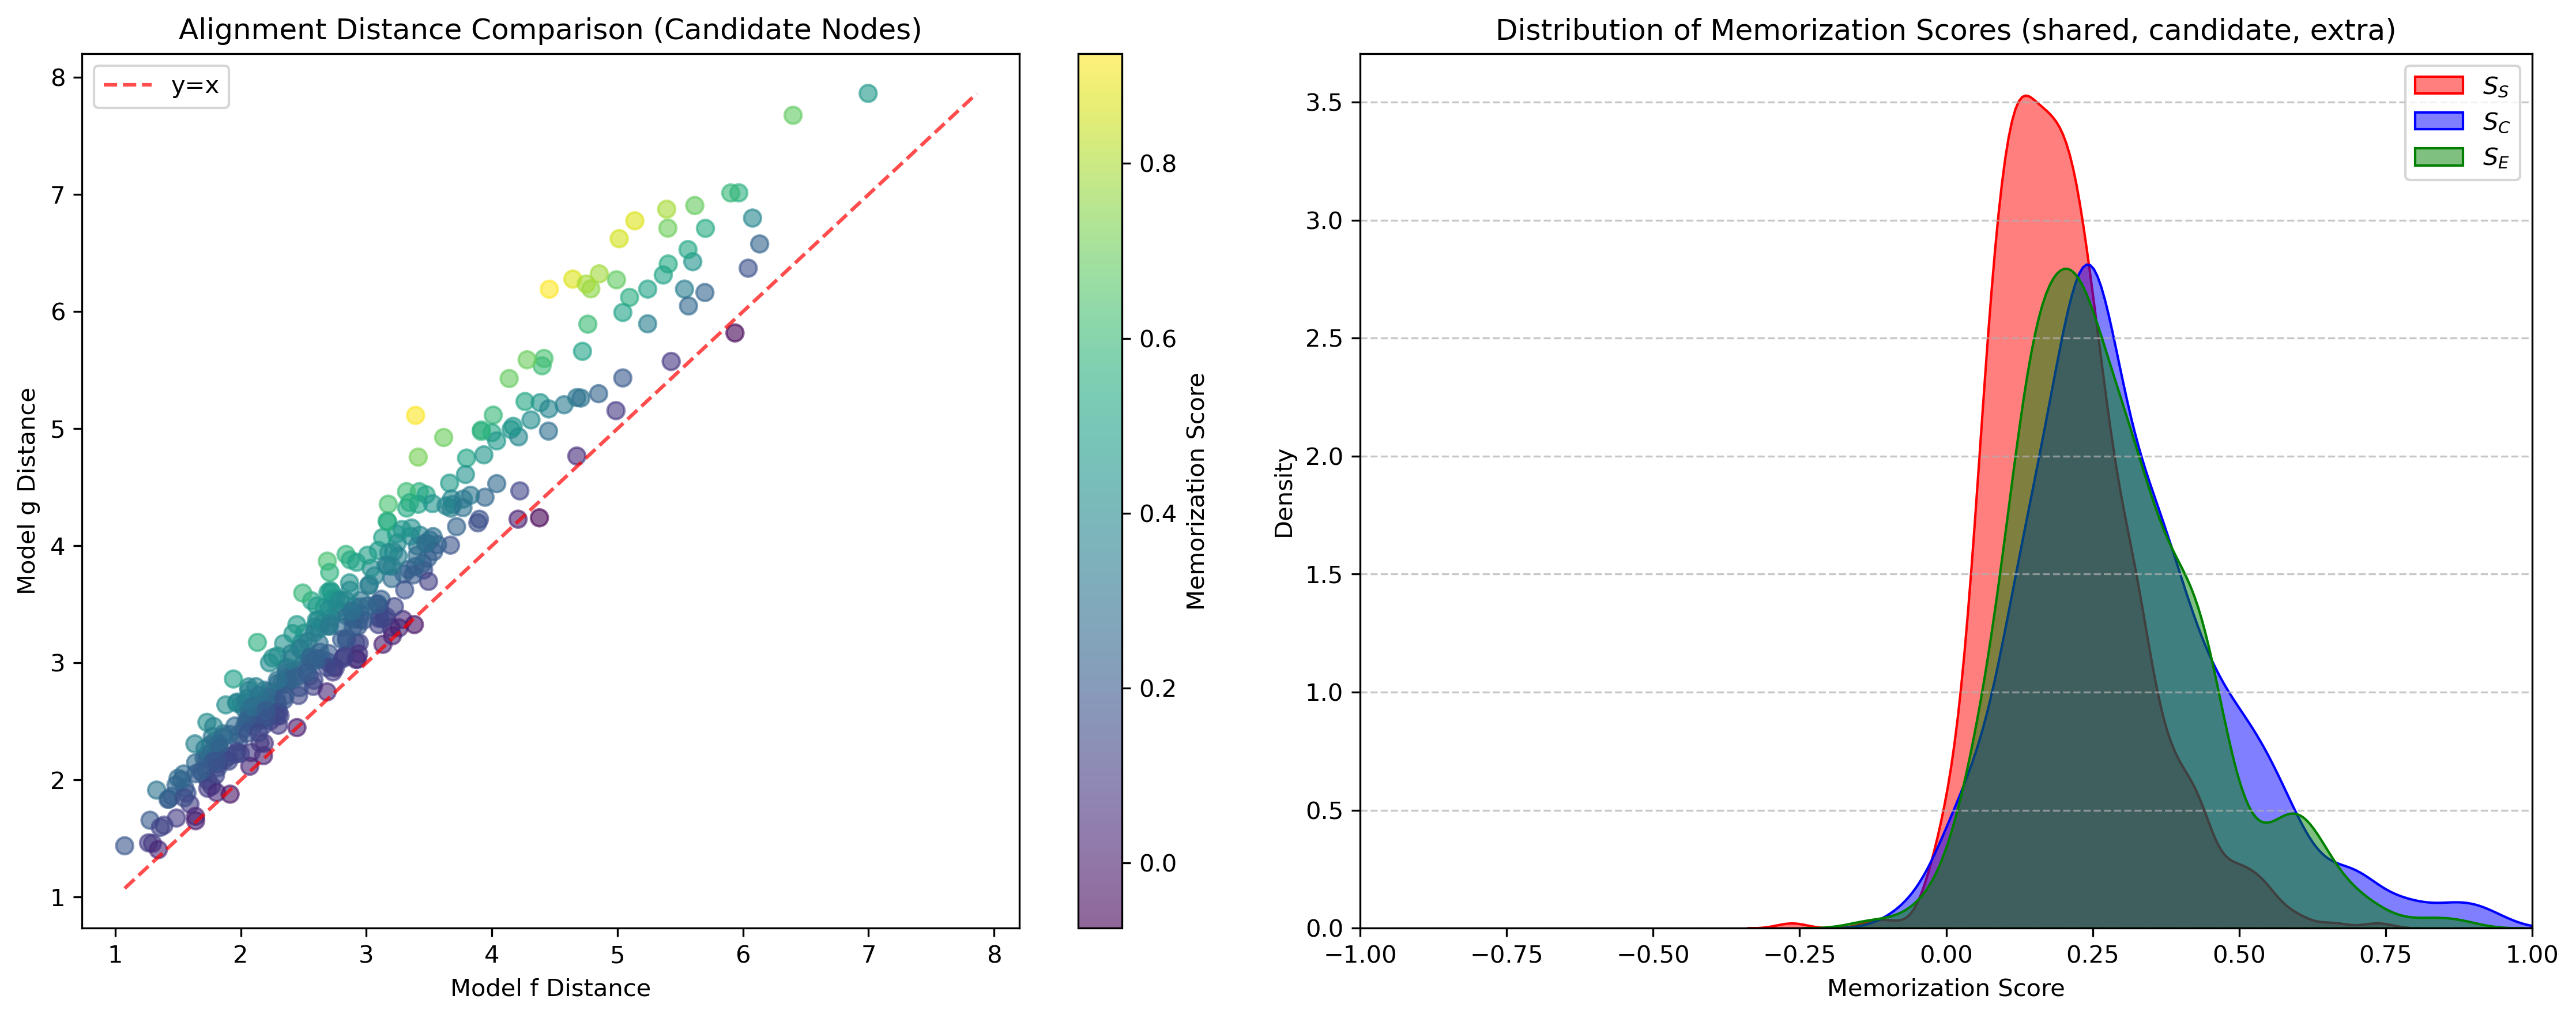 Alignment Distance Comparison (Candidate Nodes)
y=x
8
7
6
5
4
3
2
1
Model g Distance
1 2 3 4 5 6 7 8
Model f Distance
0.8
0.6
0.4
0.2
0.0
Memorization Score
Distribution of Memorization Scores (shared, candidate, extra)
S_S
S_C
S_E
3.5
3.0
2.5
2.0
1.5
1.0
0.5
0.0
Density
−1.00 −0.75 −0.50 −0.25 0.00 0.25 0.50 0.75 1.00
Memorization Score